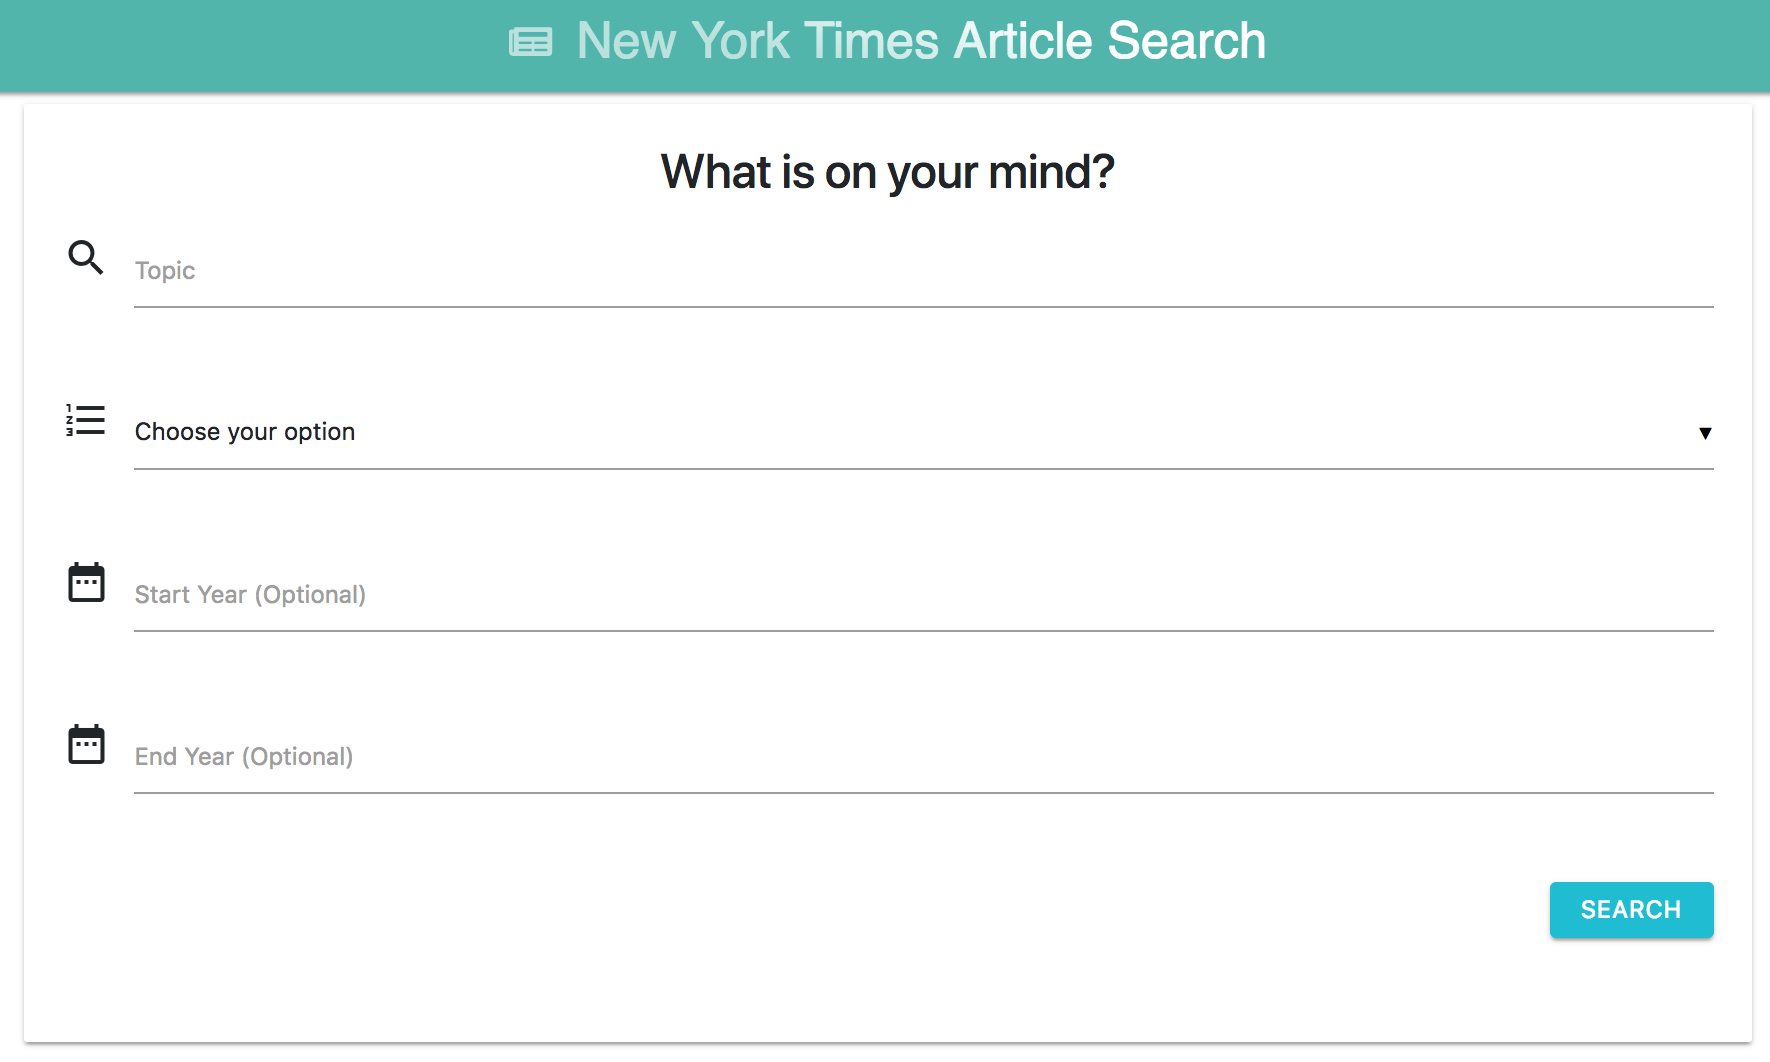 New York Times Article Search
What is on your mind?
Topic
Choose your option
Start Year (Optional)
End Year (Optional)
SEARCH